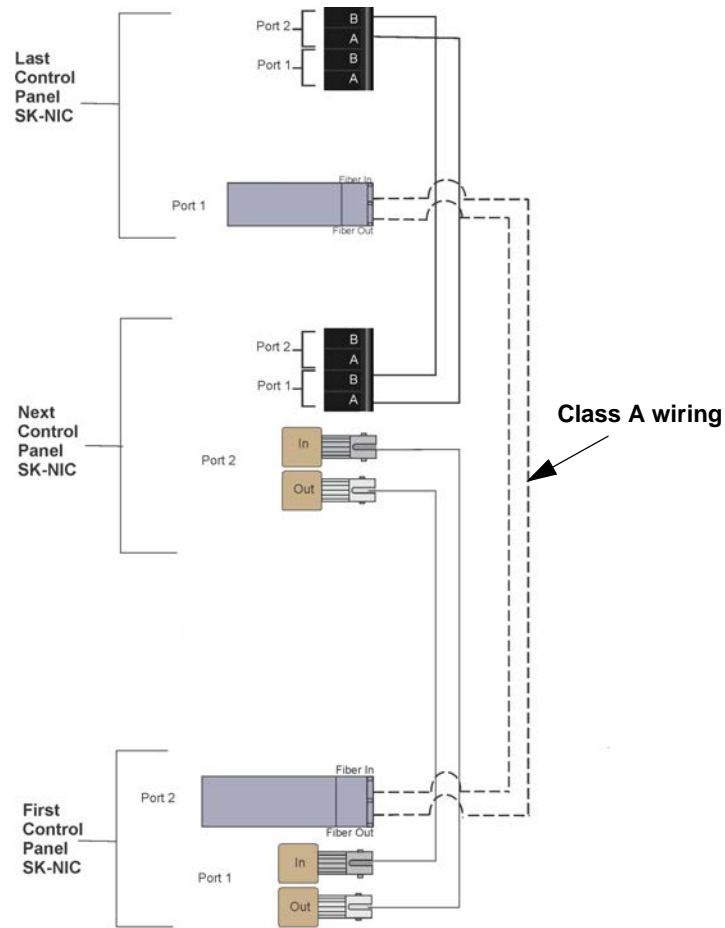 Last
Control
Panel
SK-NIC
Port 2
B
A
Port 1
B
A
Port 1
Fiber In
Fiber Out
Next
Control
Panel
SK-NIC
Port 2
B
A
Port 1
B
A
Port 2
In
Out
Class A wiring
First
Control
Panel
SK-NIC
Port 2
Fiber In
Fiber Out
Port 1
In
Out